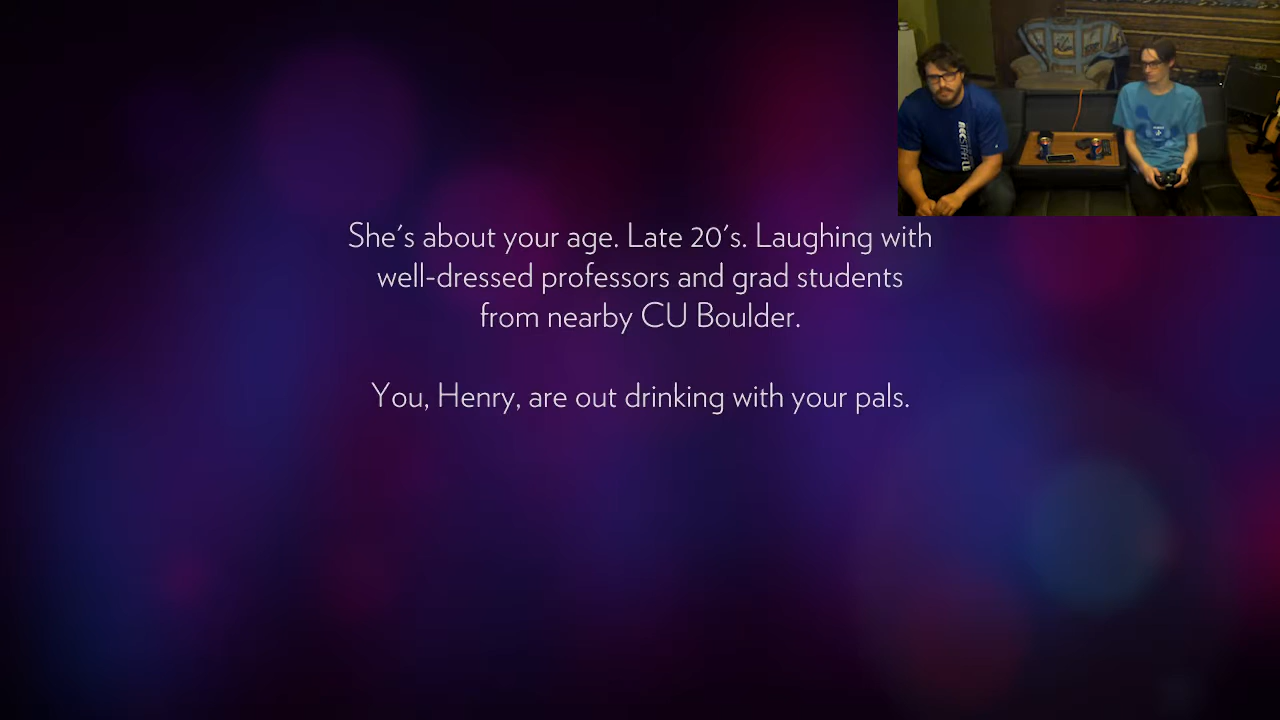 She's about your age. Late 20's. Laughing with
well-dressed professors and grad students
from nearby CU Boulder.
You, Henry, are out drinking with your pals.